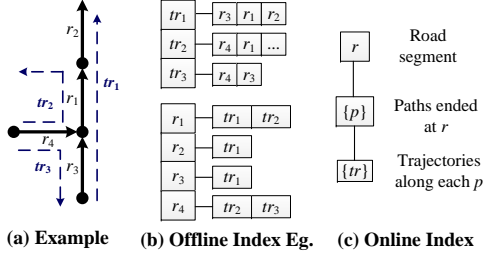 r2
tr1
tr2
r1
r4
tr3
r3
(a) Example
tr1 r3 r1 r2
tr2 r4 r1 ...
tr3 r4 r3
r1 tr1 tr2
r2 tr1
r3 tr1
r4 tr2 tr3
(b) Offline Index Eg.
r Road
segment
{p} Paths ended
at r
{tr} Trajectories
along each p
(c) Online Index